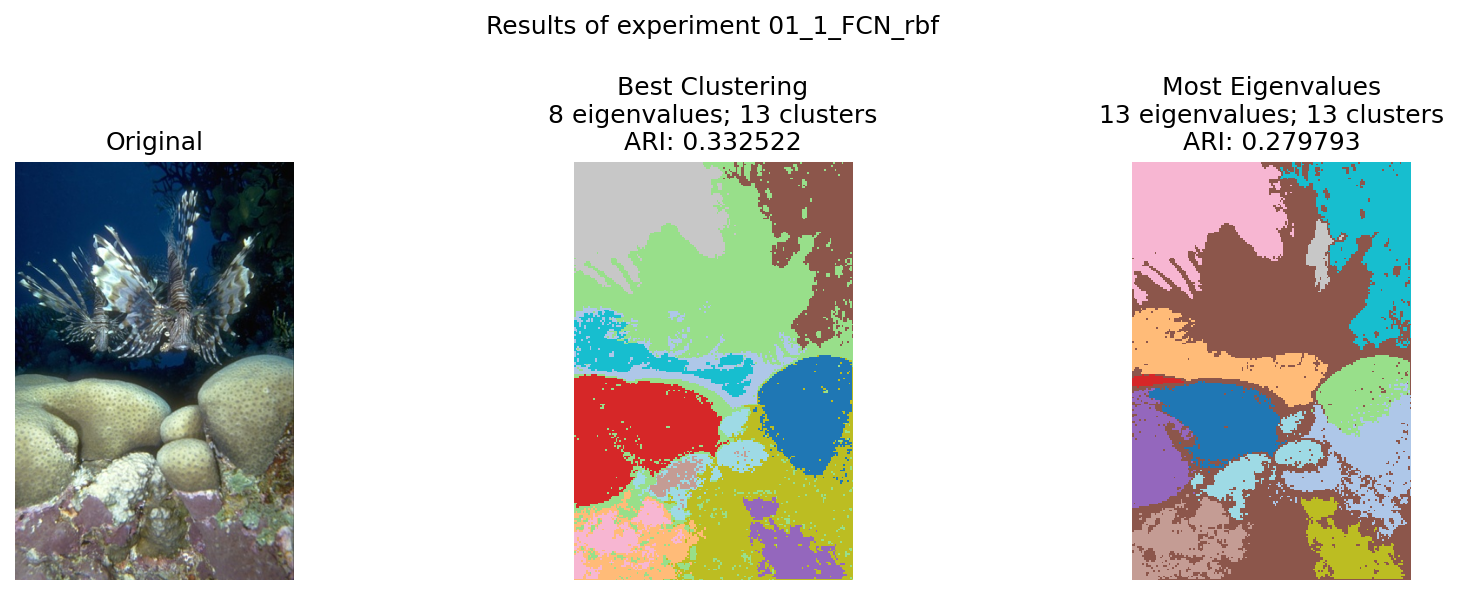 Results of experiment 01_1_FCN_rbf
Original
Best Clustering
8 eigenvalues; 13 clusters
ARI: 0.332522
Most Eigenvalues
13 eigenvalues; 13 clusters
ARI: 0.279793